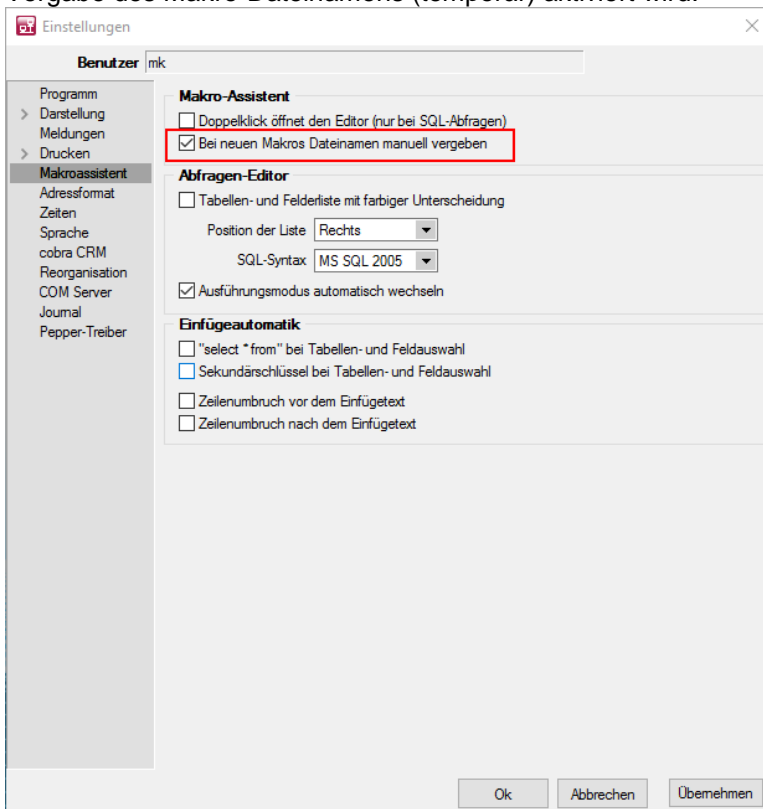 Vorgabe des Makro-Dateinamens (temporär) aktiviert wird.
Einstellungen
Benutzer mk
Programm
Darstellung
Meldungen
Drucken
Makroassistent
Adressformat
Zeiten
Sprache
cobra CRM
Reorganisation
COM Server
Journal
Pepper-Treiber
Makro-Assistent
Doppelklick öffnet den Editor (nur bei SQL-Abfragen)
Bei neuen Makros Dateinamen manuell vergeben
Abfragen-Editor
Tabellen- und Felderliste mit farbiger Unterscheidung
Position der Liste Rechts
SQL-Syntax MS SQL 2005
Ausführungsmodus automatisch wechseln
Einfügeautomatik
"select * from" bei Tabellen- und Feldauswahl
Sekundärschlüssel bei Tabellen- und Feldauswahl
Zeilenumbruch vor dem Einfügetext
Zeilenumbruch nach dem Einfügetext
Ok Abbrechen Übernehmen